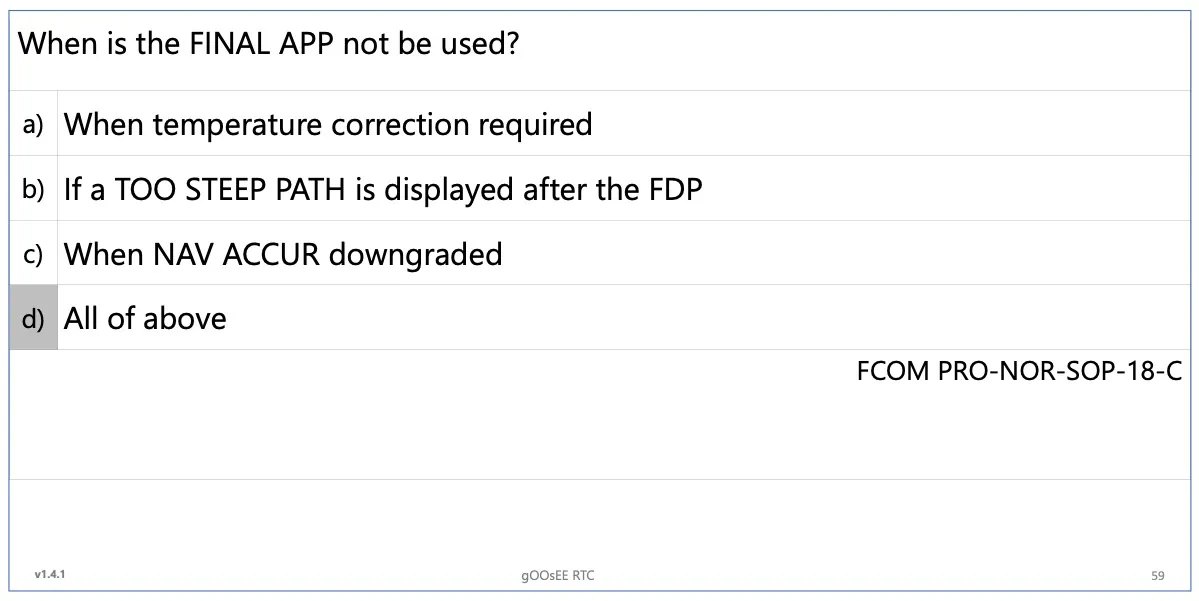 When is the FINAL APP not be used?
a) When temperature correction required
b) If a TOO STEEP PATH is displayed after the FDP
c) When NAV ACCUR downgraded
d) All of above
FCOM PRO-NOR-SOP-18-C
v1.4.1 gOOsEE RTC 59